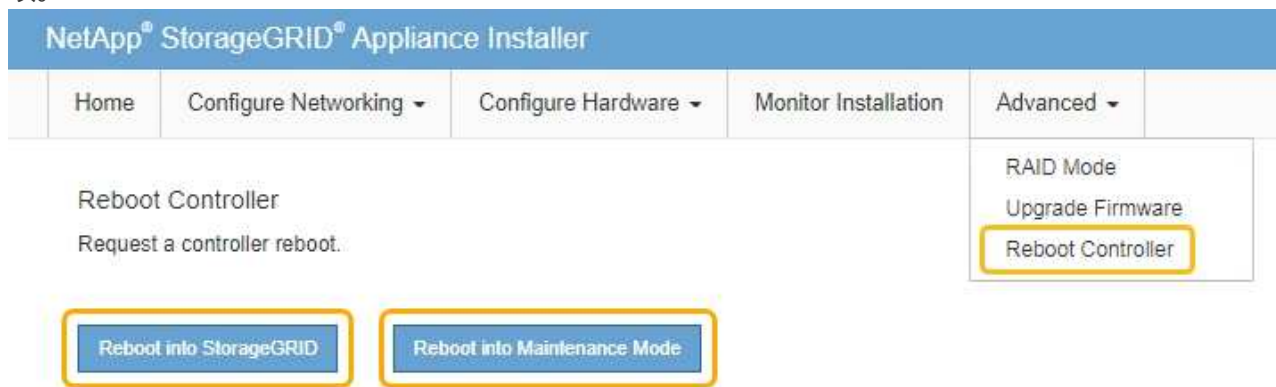 NetApp® StorageGRID® Appliance Installer
Home Configure Networking Configure Hardware Monitor Installation Advanced
RAID Mode
Upgrade Firmware
Reboot Controller
Reboot Controller
Request a controller reboot.
Reboot into StorageGRID Reboot into Maintenance Mode